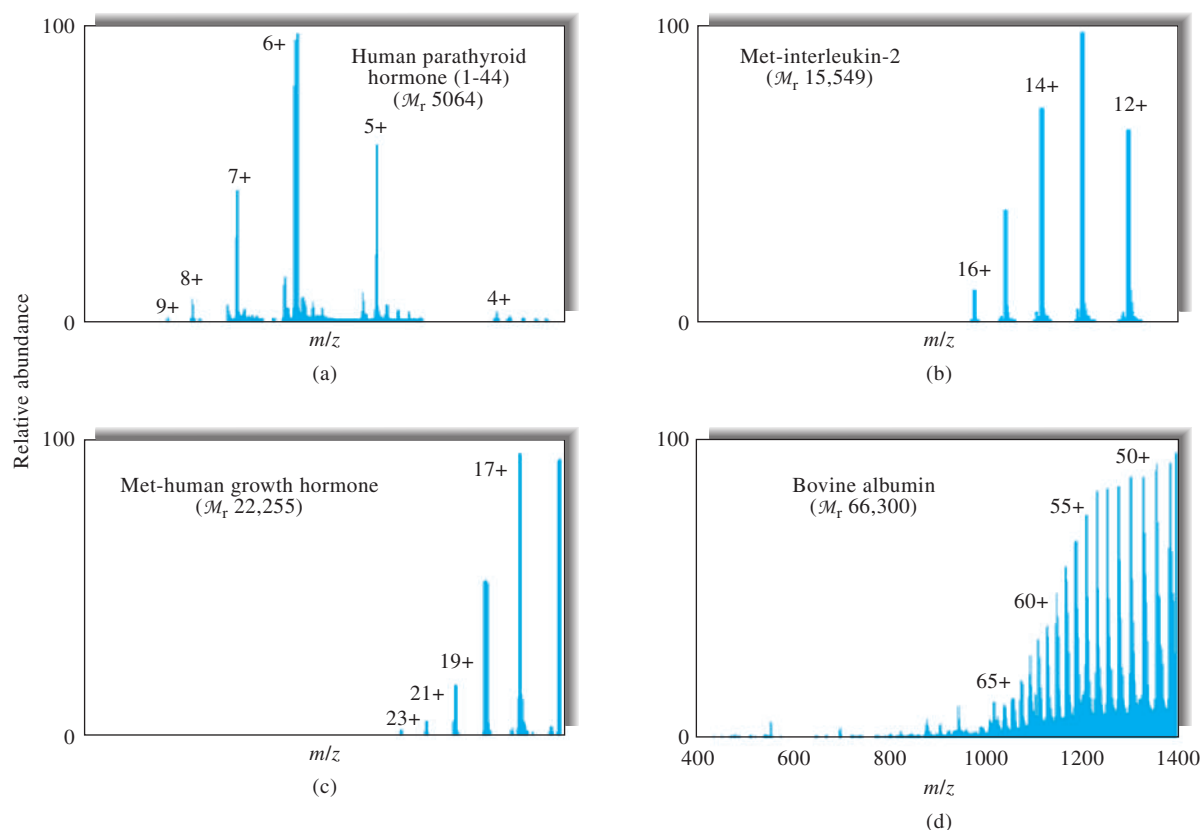 Relative abundance
100
6+
Human parathyroid
hormone (1-44)
(ℳr 5064)
5+
7+
8+
9+
4+
0
m/z
(a)
100
Met-interleukin-2
(ℳr 15,549)
14+
12+
16+
0
m/z
(b)
100
17+
Met-human growth hormone
(ℳr 22,255)
19+
21+
23+
0
m/z
(c)
100
50+
Bovine albumin
(ℳr 66,300)
55+
60+
65+
0
400 600 800 1000 1200 1400
m/z
(d)